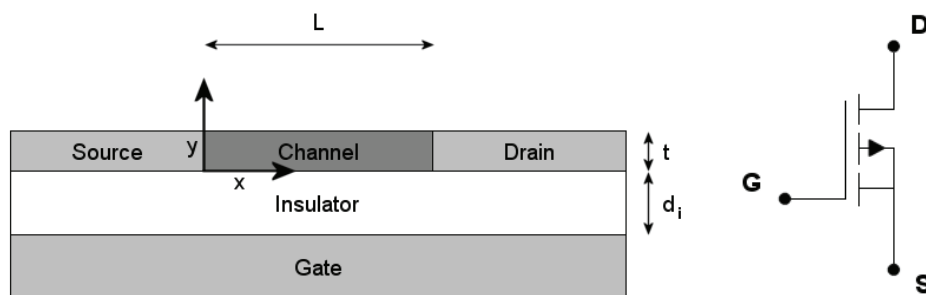 L
D
Source
y
Channel
Drain
t
x
G
Insulator
d i
Gate
S